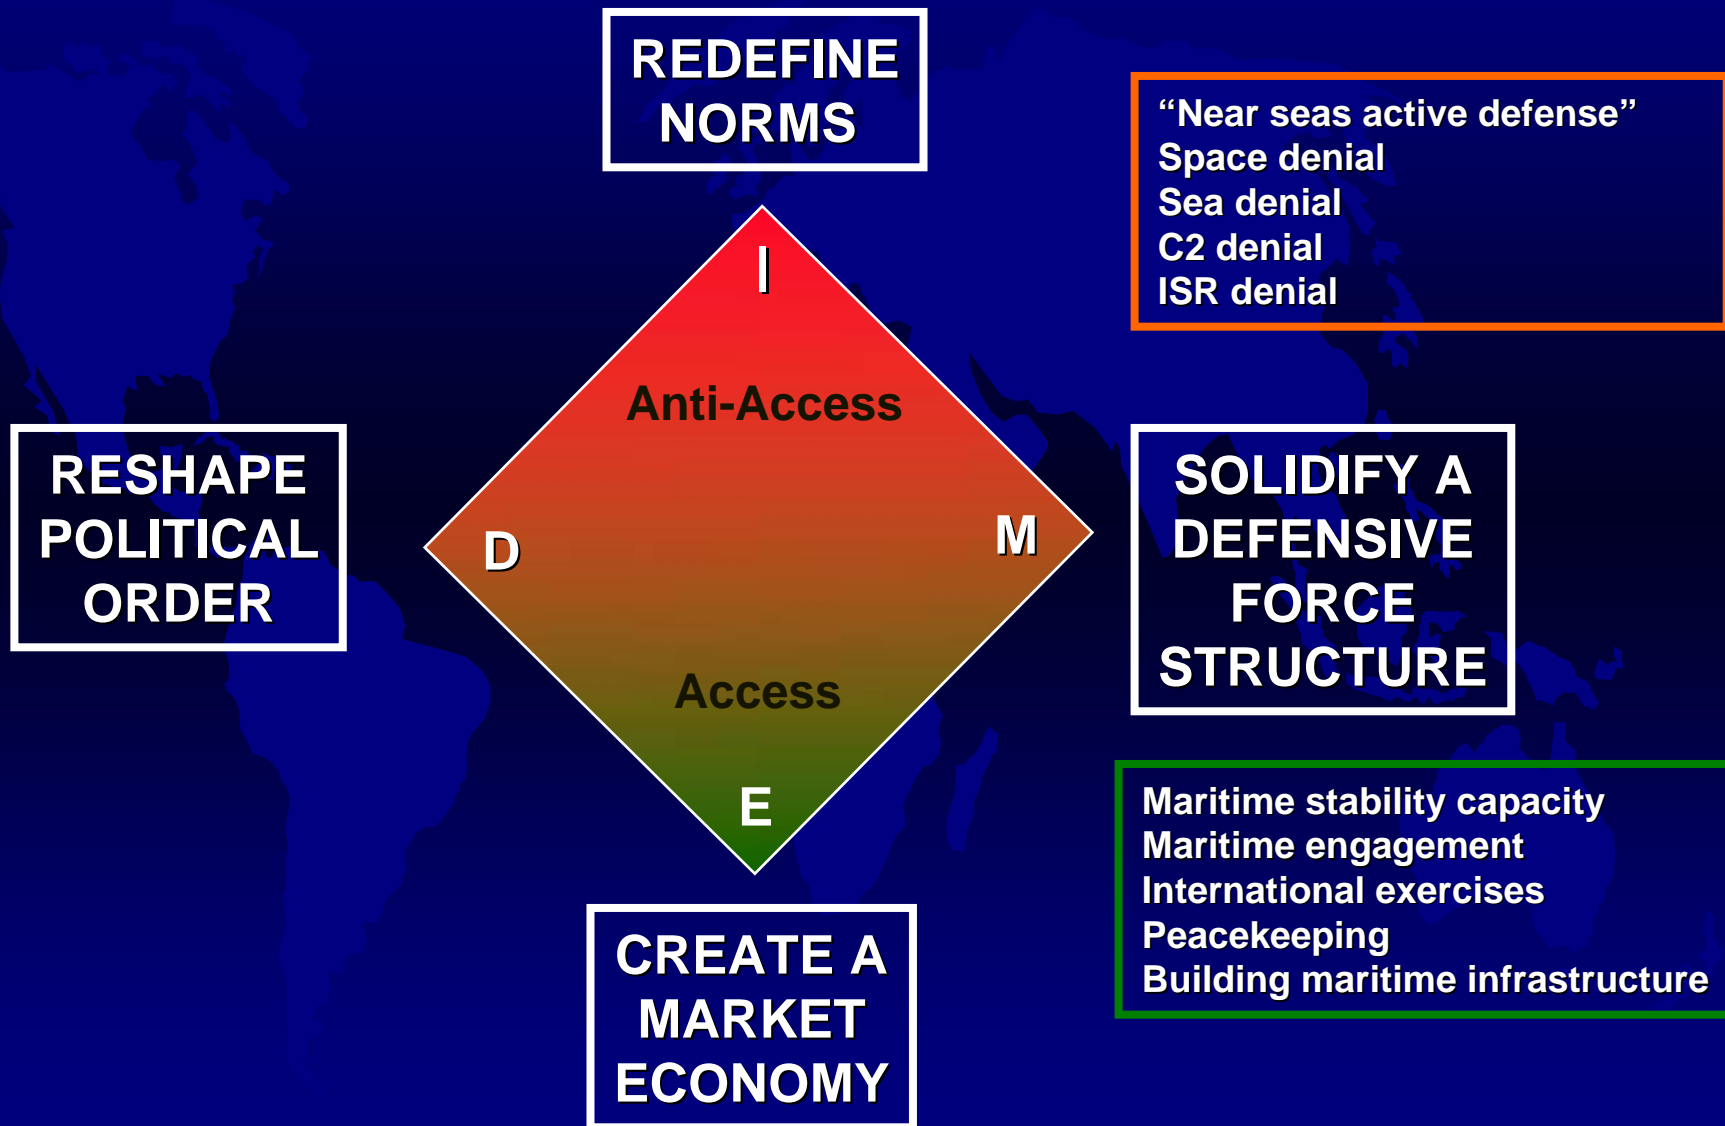 REDEFINE
NORMS
“Near seas active defense”
Space denial
Sea denial
C2 denial
ISR denial
I
Anti-Access
RESHAPE
POLITICAL
ORDER
D
M
SOLIDIFY A
DEFENSIVE
FORCE
STRUCTURE
Access
E
Maritime stability capacity
Maritime engagement
International exercises
Peacekeeping
Building maritime infrastructure
CREATE A
MARKET
ECONOMY